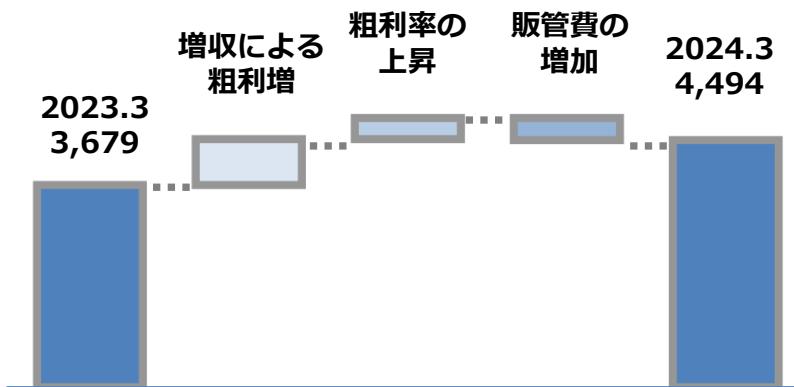 2023.3
3,679
増収による
粗利増
粗利率の
上昇
販管費の
増加
2024.3
4,494